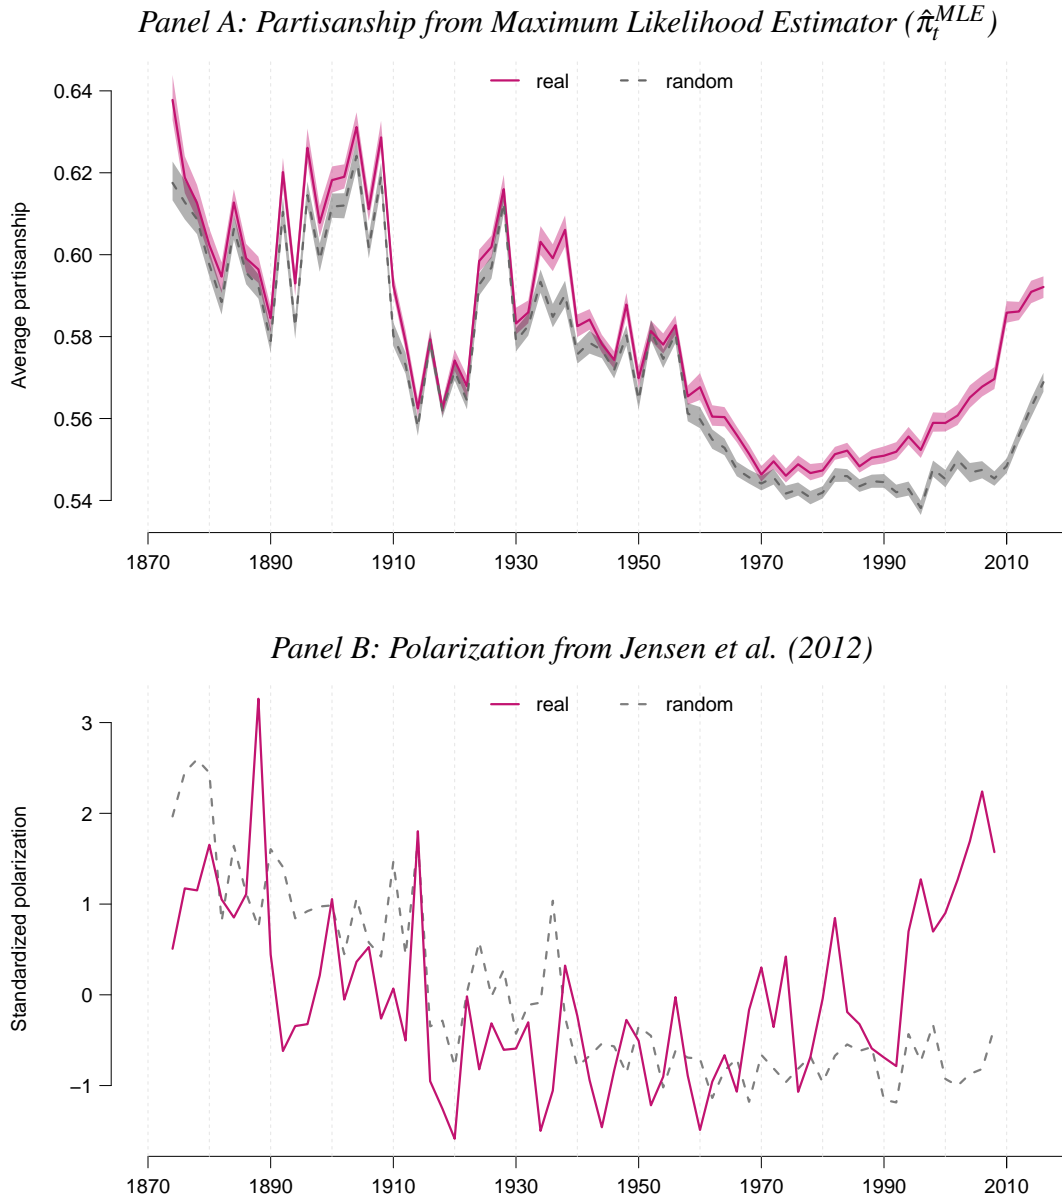 Panel A: Partisanship from Maximum Likelihood Estimator (π̂ₜᴹᴸᴱ)
real random
0.64
0.62
0.60
0.58
0.56
0.54
Average partisanship
1870 1890 1910 1930 1950 1970 1990 2010
Panel B: Polarization from Jensen et al. (2012)
real random
3
2
1
0
−1
Standardized polarization
1870 1890 1910 1930 1950 1970 1990 2010